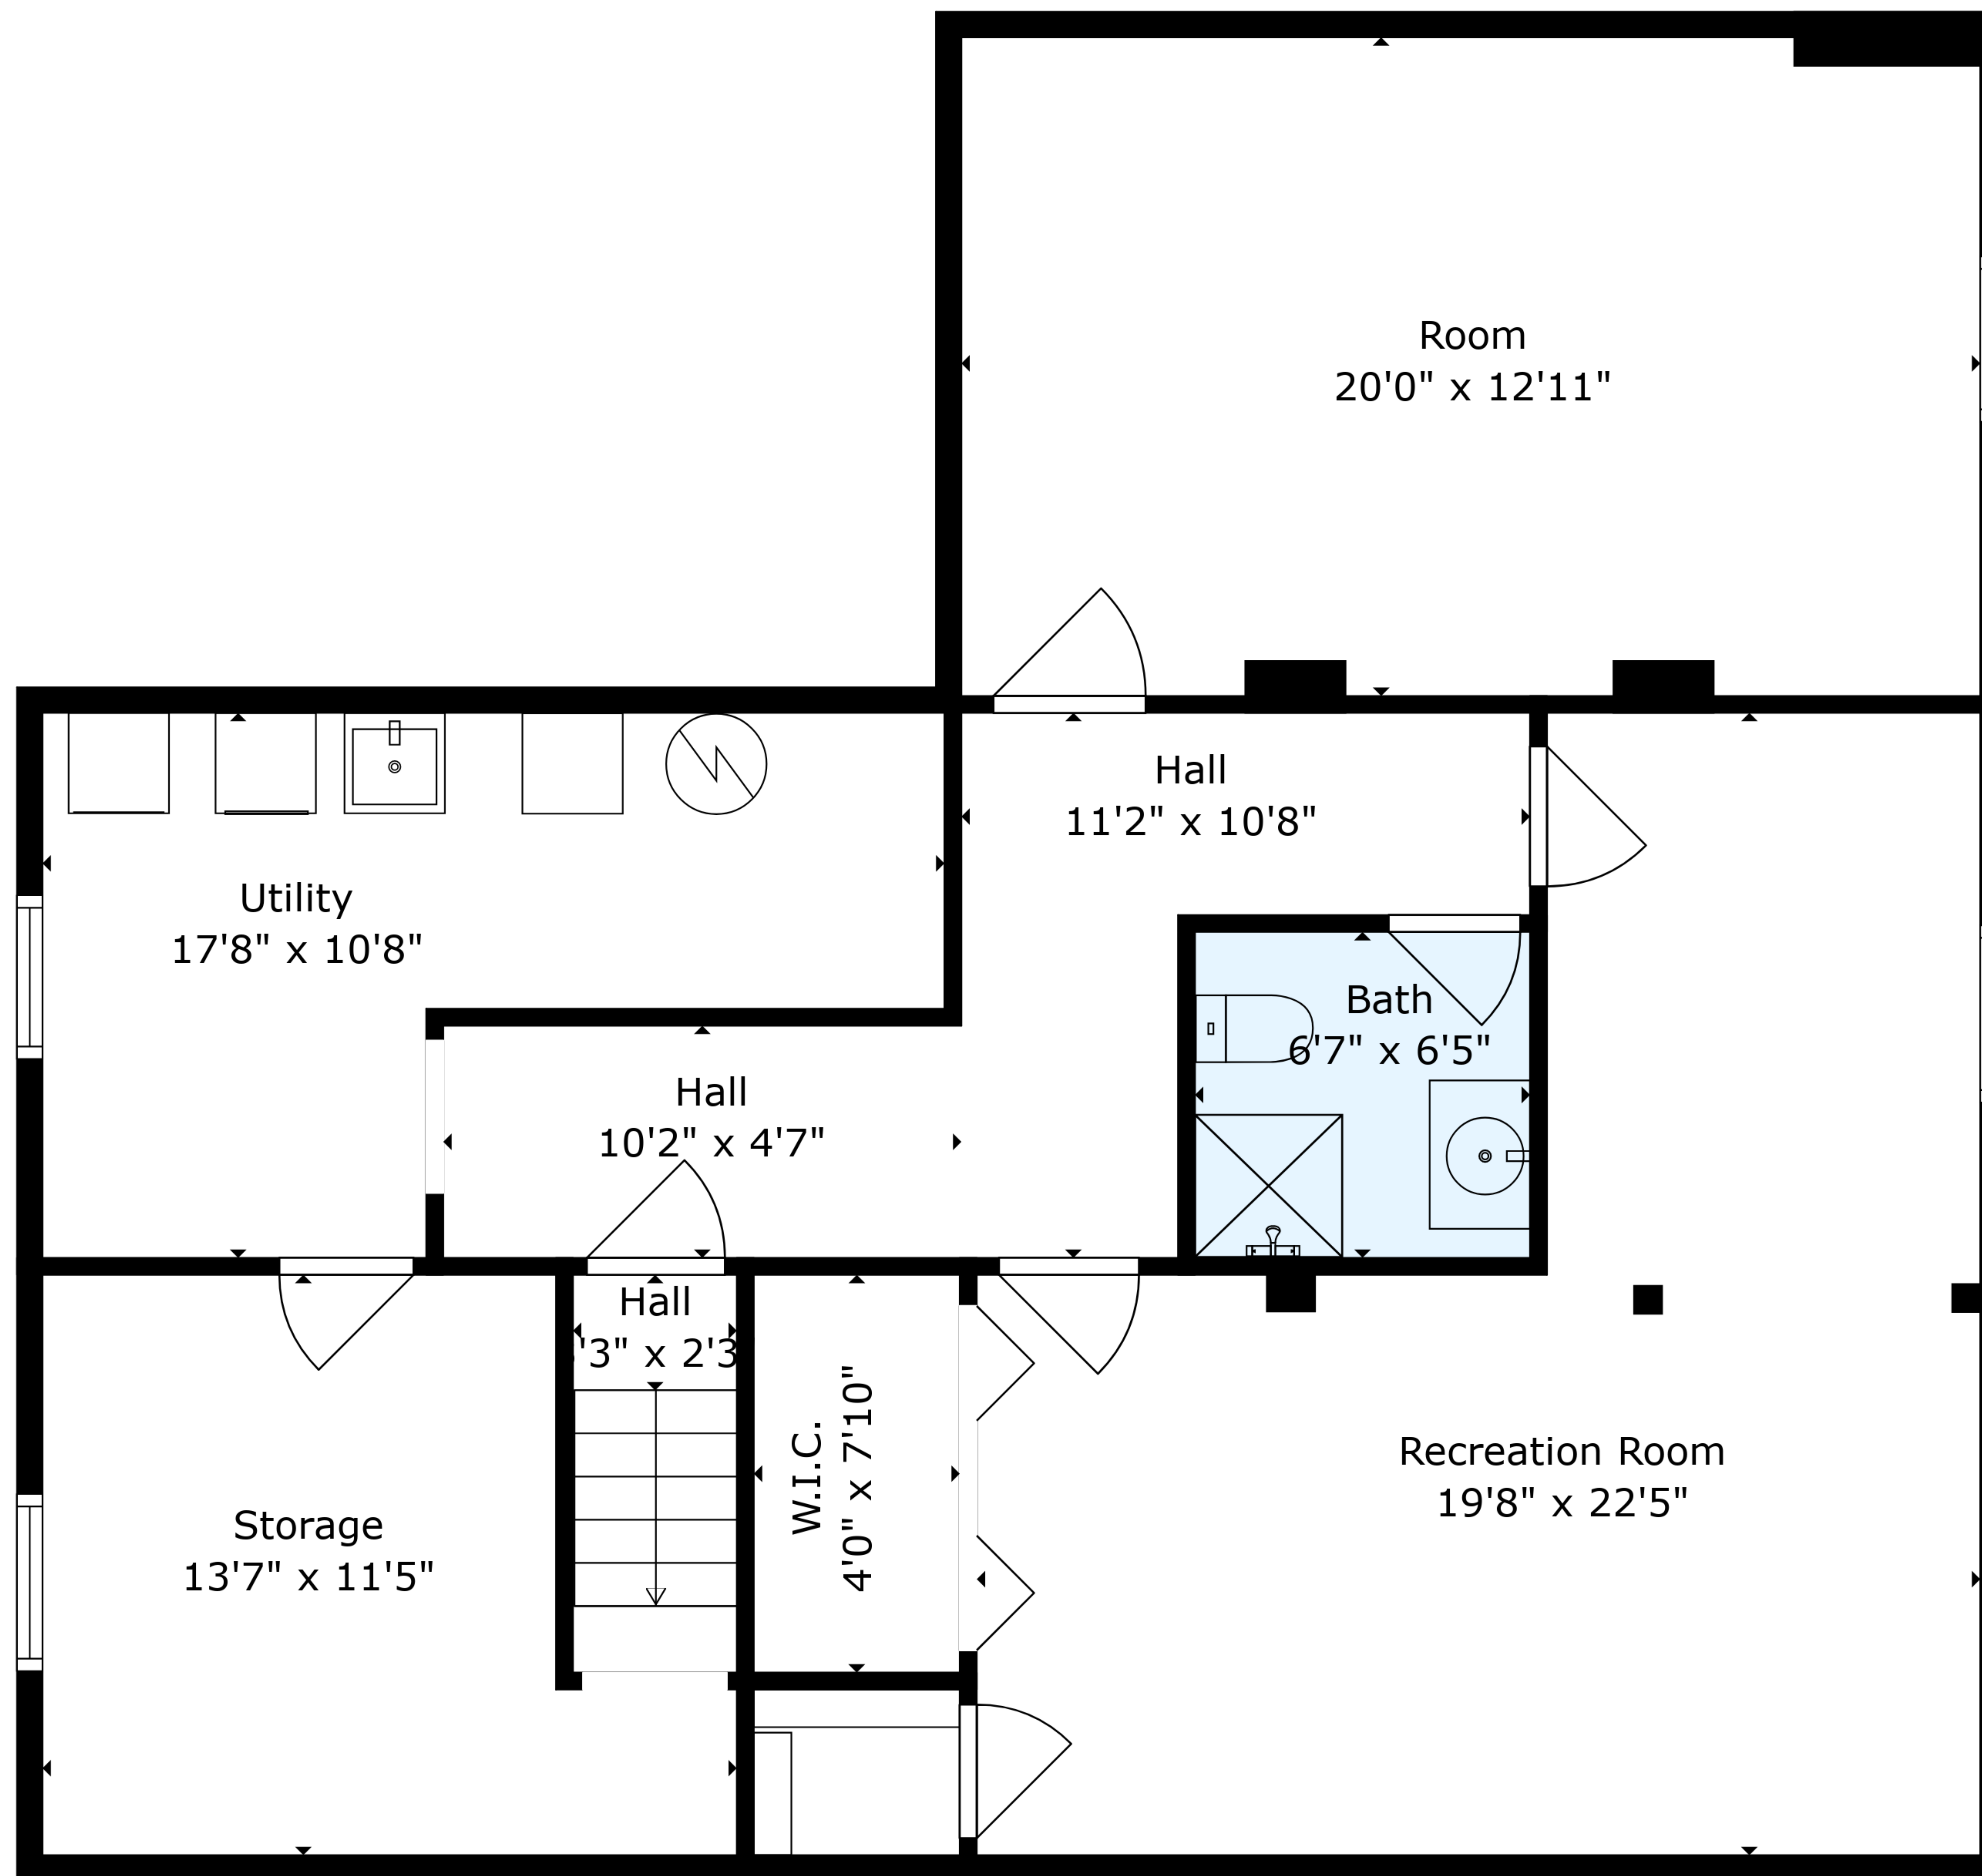 Room
20'0" x 12'11"
Hall
11'2" x 10'8"
Utility
17'8" x 10'8"
Bath
6'7" x 6'5"
Hall
10'2" x 4'7"
Hall
'3" x 2'3
W.I.C.
4'0" x 7'10"
Recreation Room
19'8" x 22'5"
Storage
13'7" x 11'5"